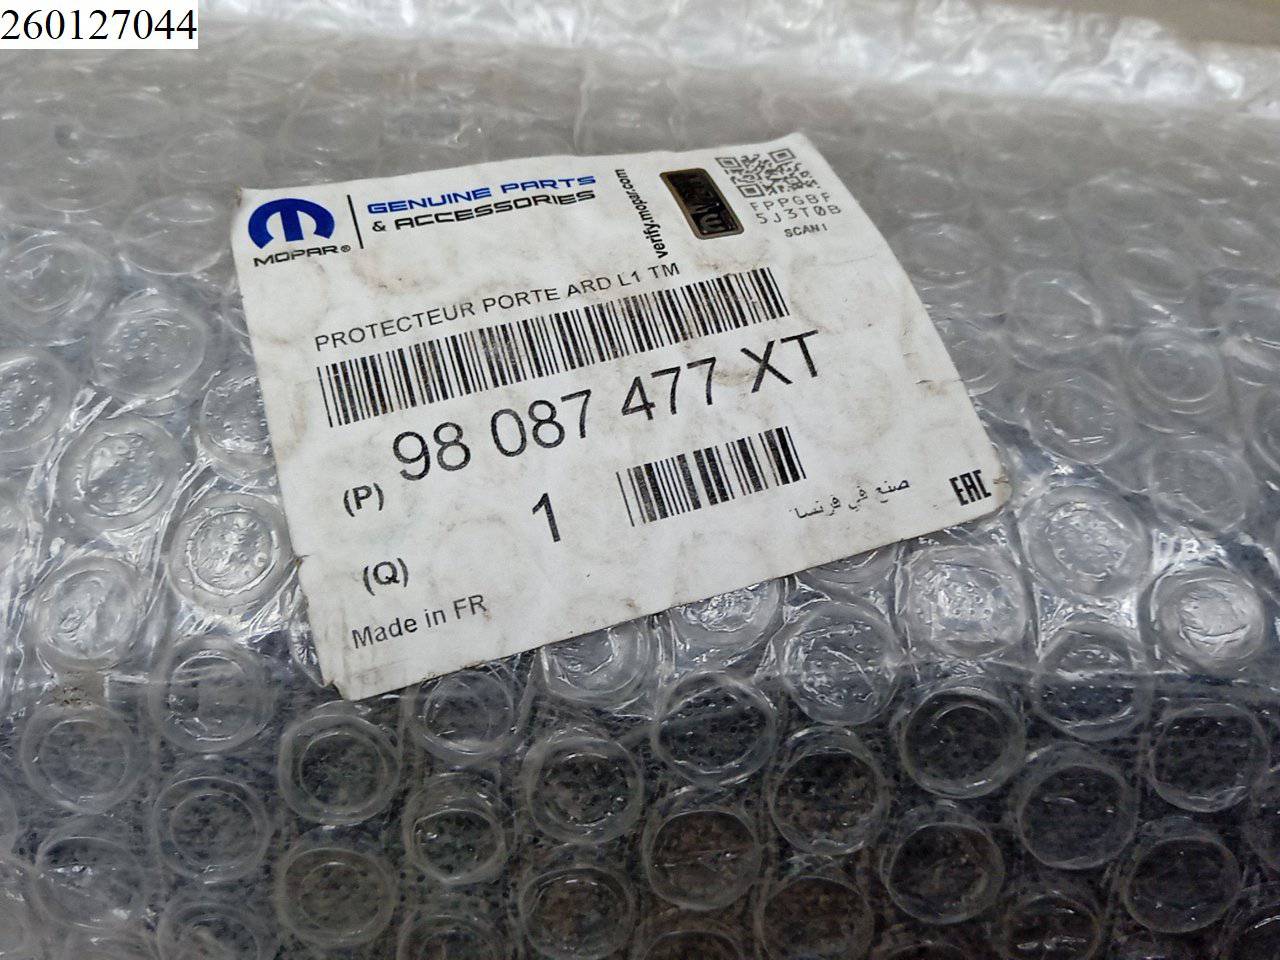 260127044
MOPAR®
GENUINE PARTS
& ACCESSORIES
verify.mopar.com
FPPGBF
5J3T0B
SCAN!
PROTECTEUR PORTE ARD L1 TM
(P) 98 087 477 XT
(Q) 1
صنع في فرنسا
EAC
Made in FR